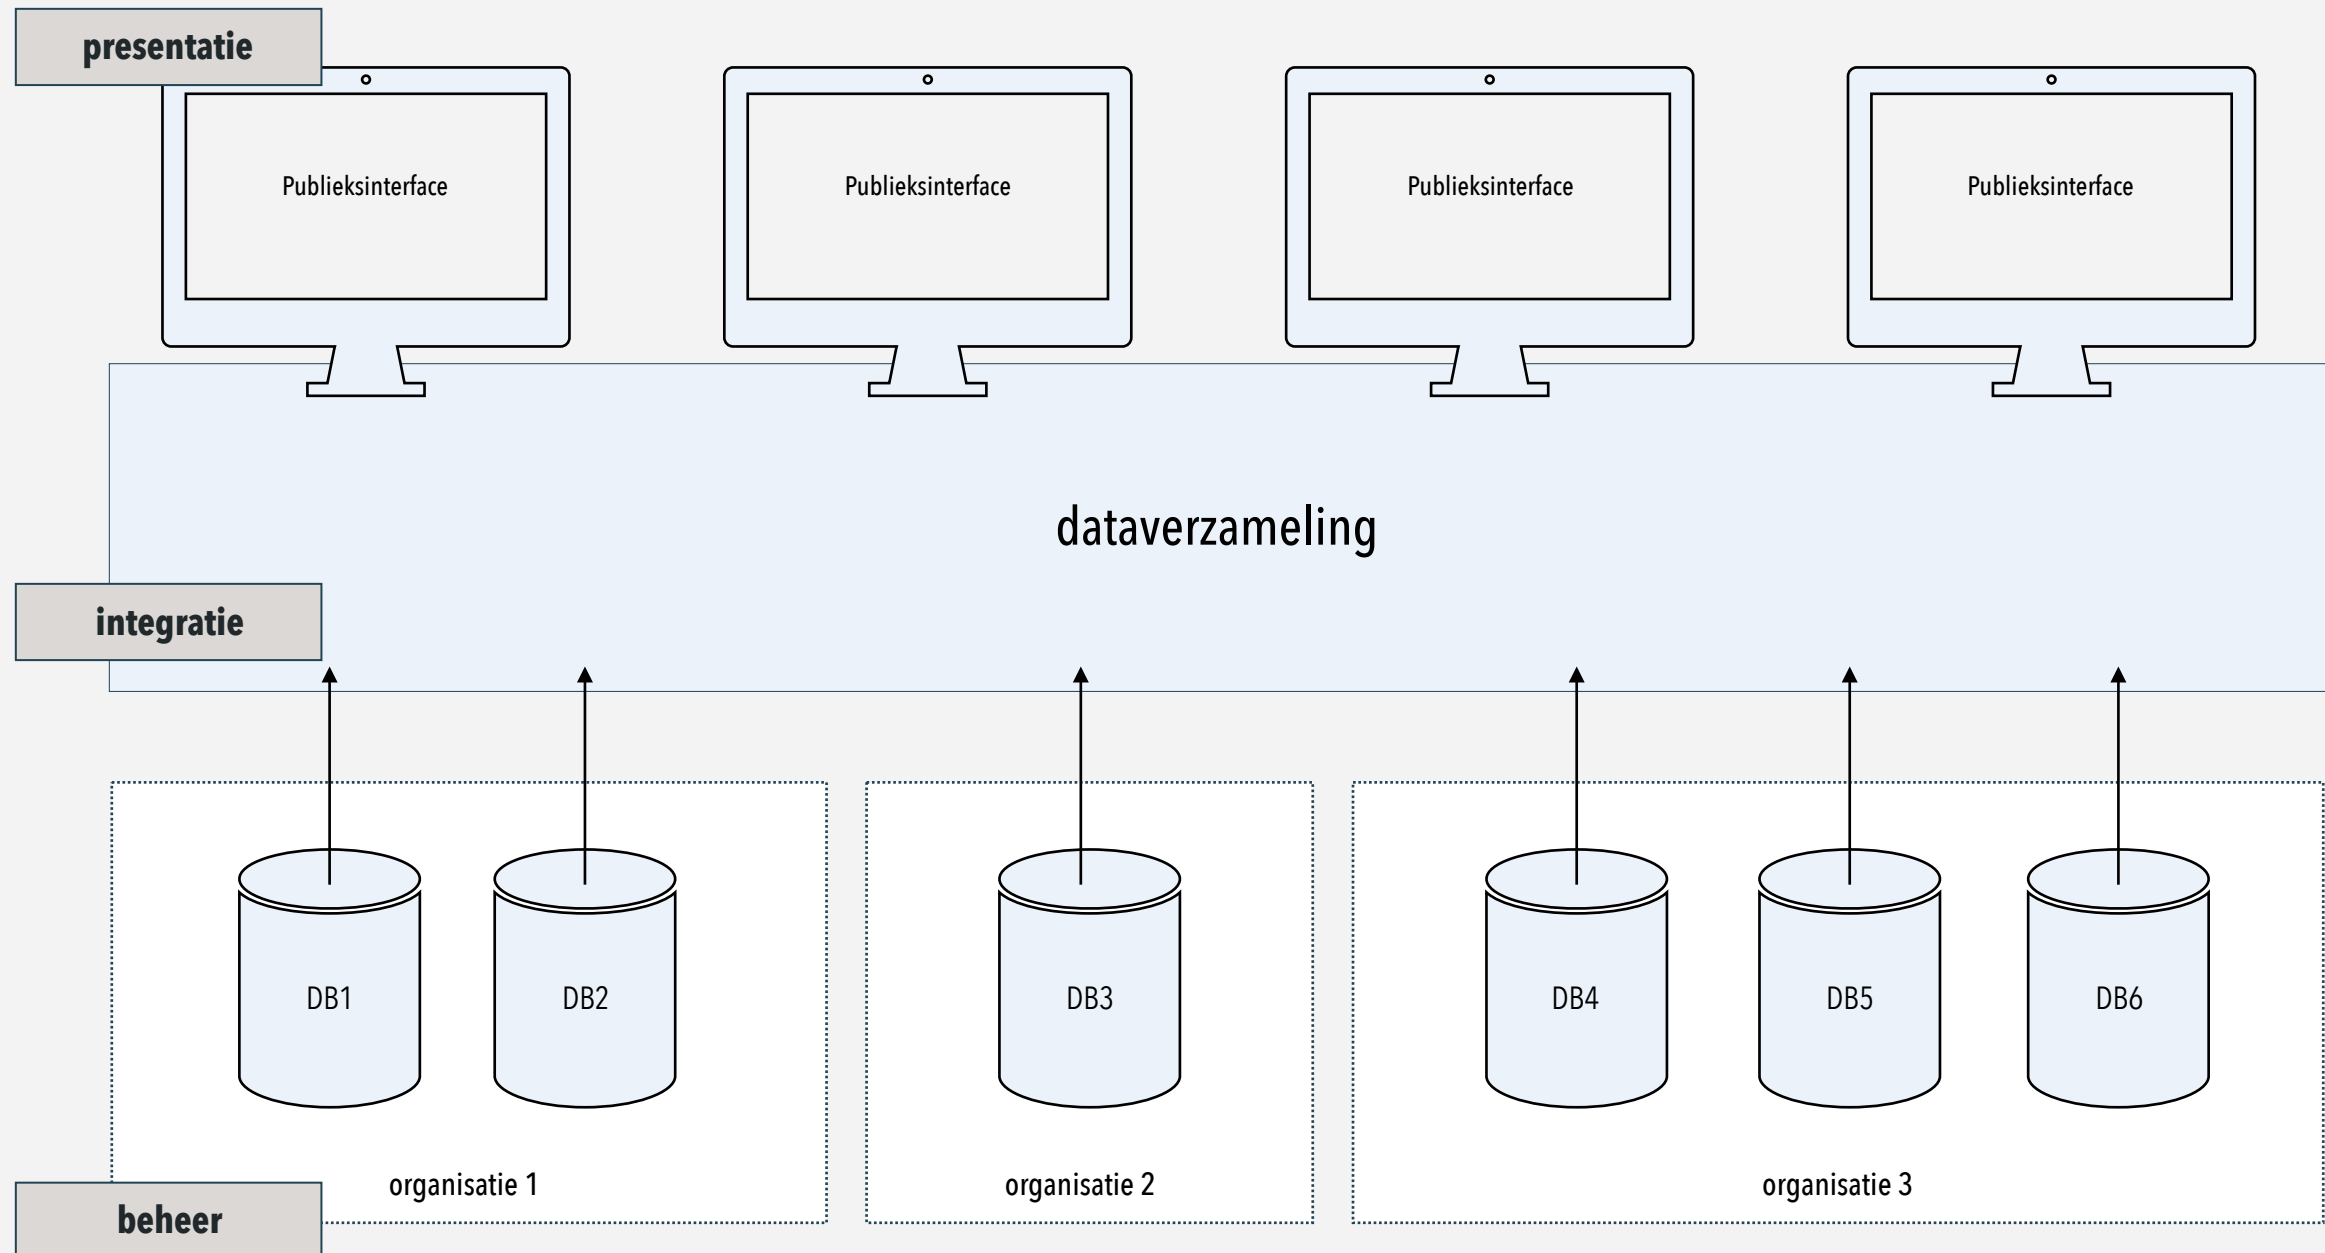 presentatie
Publieksinterface
Publieksinterface
Publieksinterface
Publieksinterface
dataverzameling
integratie
DB1
DB2
DB3
DB4
DB5
DB6
organisatie 1
organisatie 2
organisatie 3
beheer